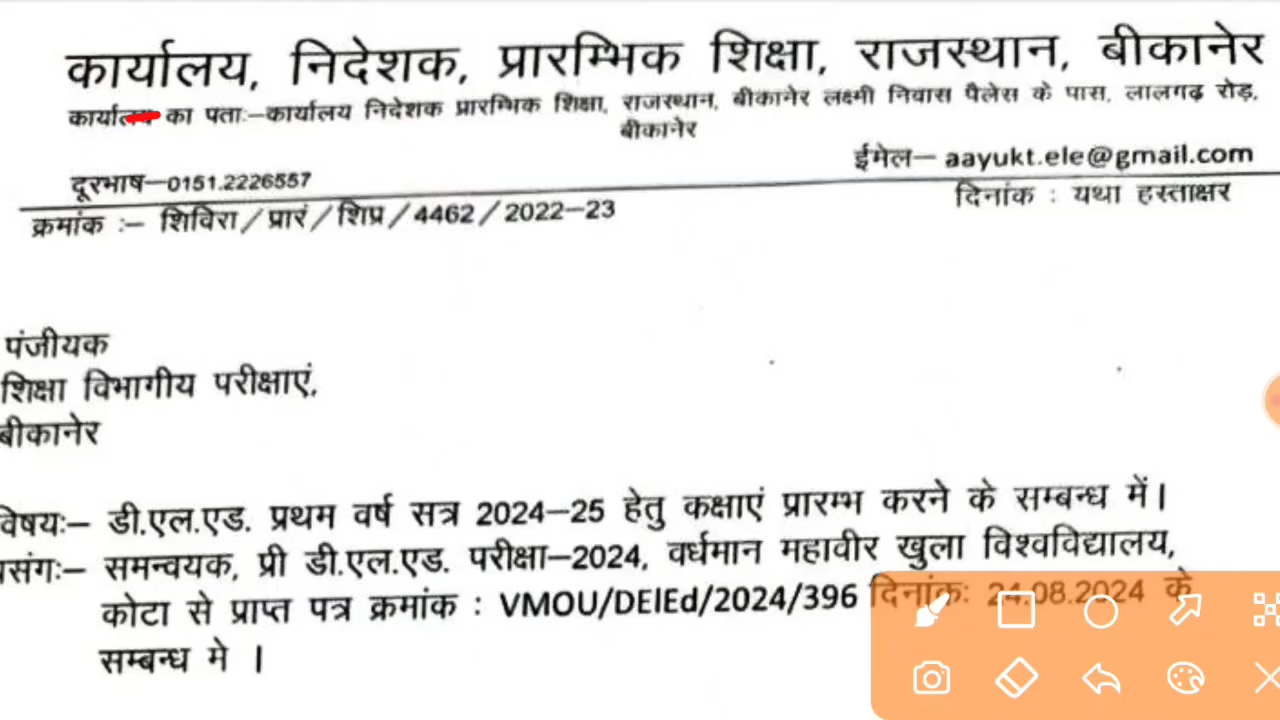 कार्यालय, निदेशक, प्रारम्भिक शिक्षा, राजस्थान, बीकानेर
कार्यालय का पताः–कार्यालय निदेशक प्रारम्भिक शिक्षा, राजस्थान, बीकानेर लक्ष्मी निवास पैलेस के पास, लालगढ़ रोड़,
बीकानेर
ईमेल– aayukt.ele@gmail.com
दूरभाष–0151.2226557
दिनांक : यथा हस्ताक्षर
क्रमांक :– शिविरा/प्रारं/शिप्र/4462/2022–23
पंजीयक
शिक्षा विभागीय परीक्षाएं,
बीकानेर
विषयः– डी.एल.एड. प्रथम वर्ष सत्र 2024–25 हेतु कक्षाएं प्रारम्भ करने के सम्बन्ध में।
प्रसंगः– समन्वयक, प्री डी.एल.एड. परीक्षा–2024, वर्धमान महावीर खुला विश्वविद्यालय,
कोटा से प्राप्त पत्र क्रमांक : VMOU/DElEd/2024/396 दिनांकः 24.08.2024 के
सम्बन्ध मे ।